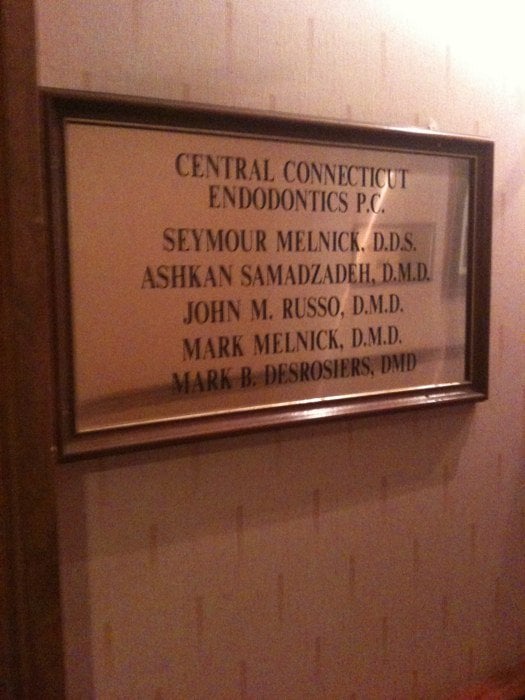 CENTRAL CONNECTICUT
ENDODONTICS P.C.
SEYMOUR MELNICK, D.D.S.
ASHKAN SAMADZADEH, D.M.D.
JOHN M. RUSSO, D.M.D.
MARK MELNICK, D.M.D.
MARK B. DESROSIERS, DMD